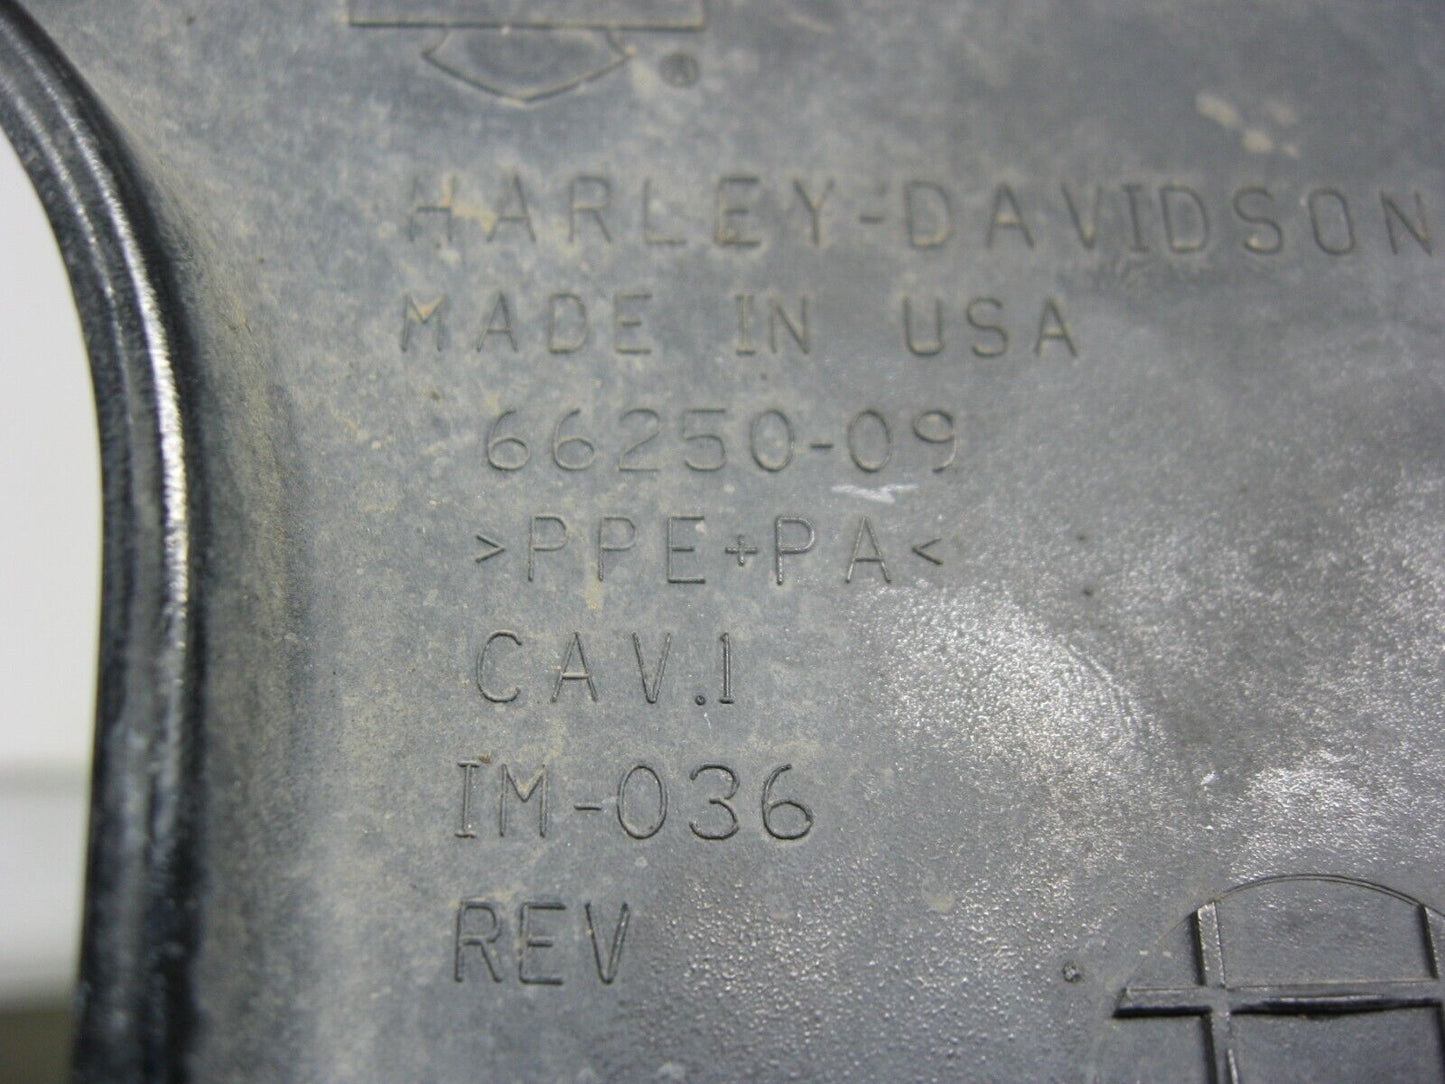 ®
HARLEY-DAVIDSON
MADE IN USA
66250-09
>PPE+PA<
CAV.1
IM-036
REV